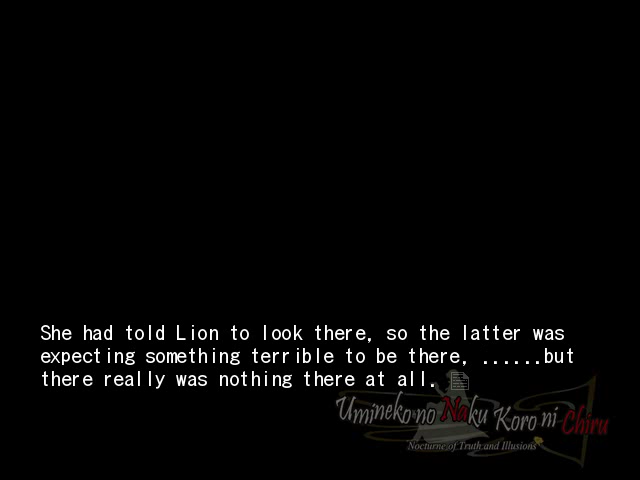 She had told Lion to look there, so the latter was
expecting something terrible to be there, ......but
there really was nothing there at all.
Umineko no Naku Koro ni Chiru
Nocturne of Truth and Illusions